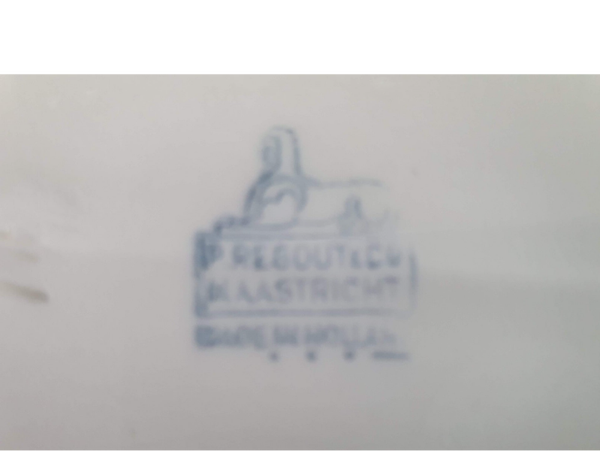 P. REGOUT & Co
MAASTRICHT
MADE IN HOLLAND